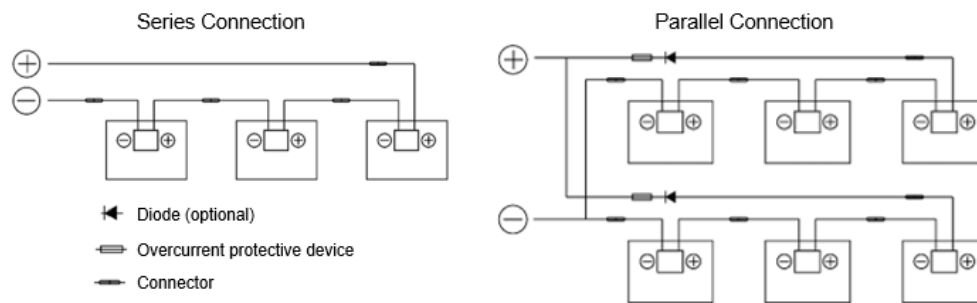 Series Connection
Parallel Connection
+
−
− +
− +
− +
Diode (optional)
Overcurrent protective device
Connector
+
−
− +
− +
− +
− +
− +
− +